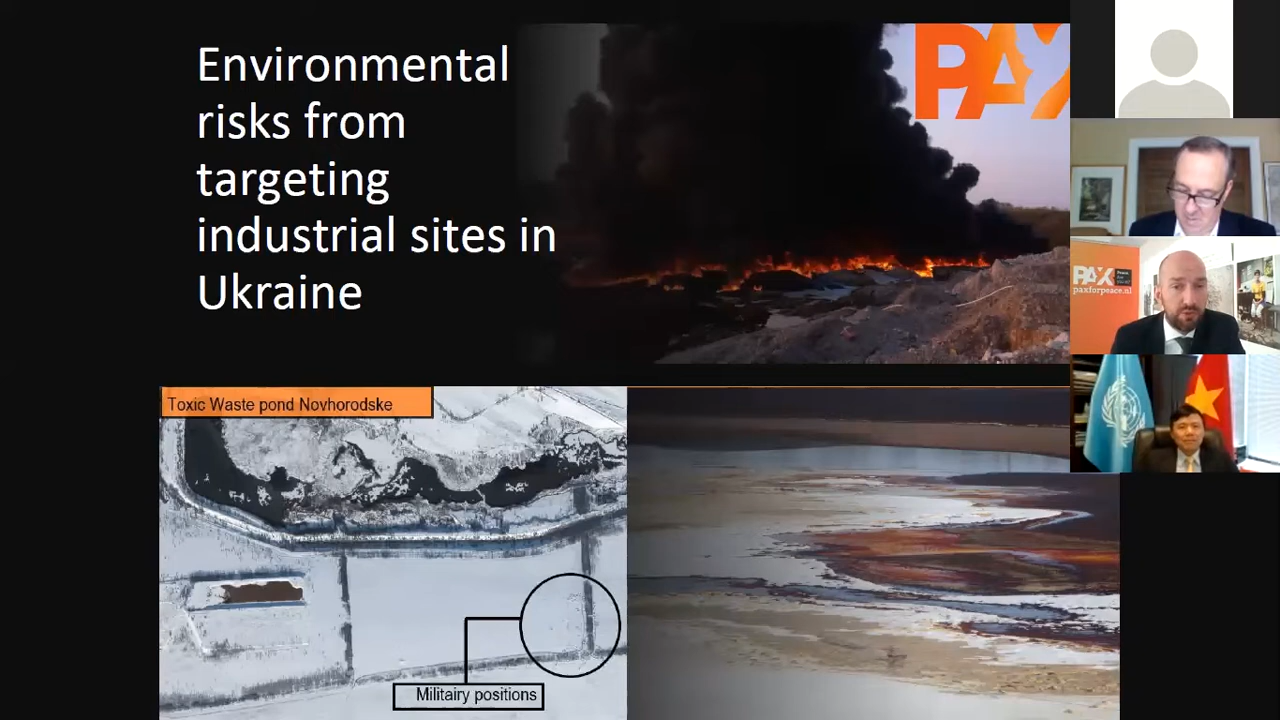 Environmental
risks from
targeting
industrial sites in
Ukraine
PAX
PAX
paxforpeace.nl
Toxic Waste pond Novhorodske
Militairy positions